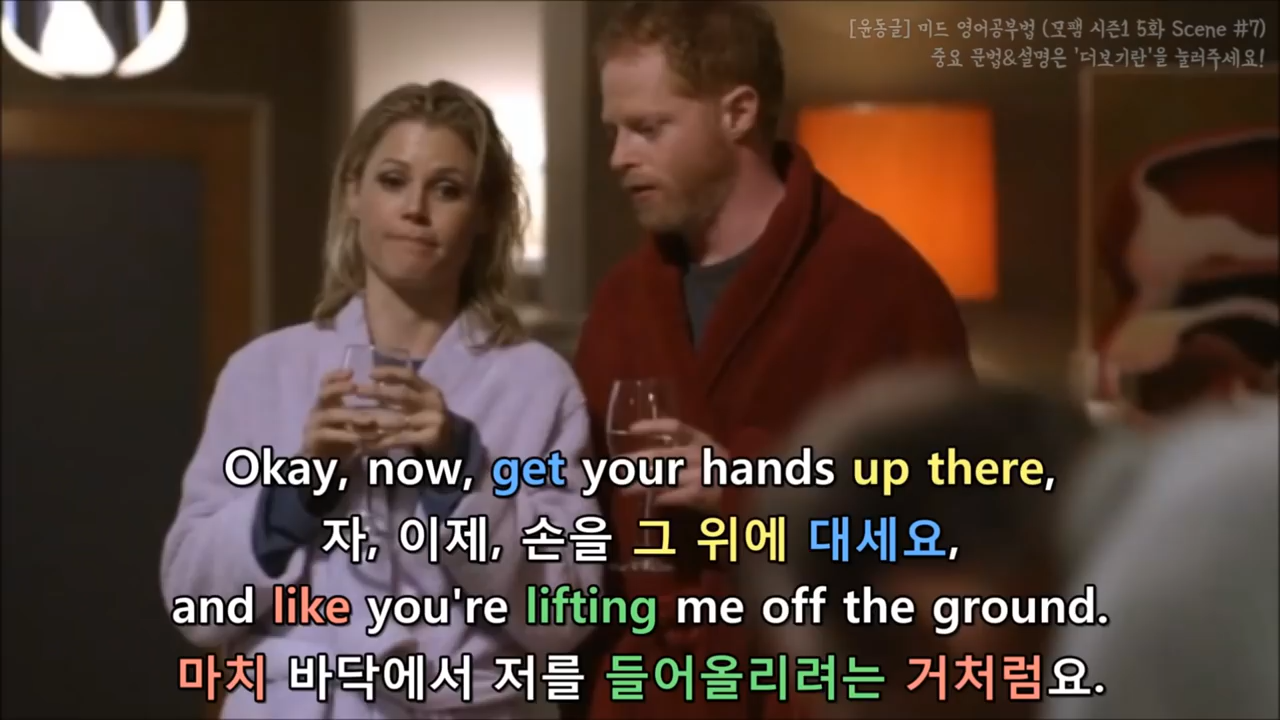 [윤동글] 미드 영어공부법 (모팸 시즌1 5화 Scene #7)
중요 문법&설명은 '더보기란'을 눌러주세요!
Okay, now, get your hands up there,
자, 이제, 손을 그 위에 대세요,
and like you're lifting me off the ground.
마치 바닥에서 저를 들어올리려는 거처럼요.